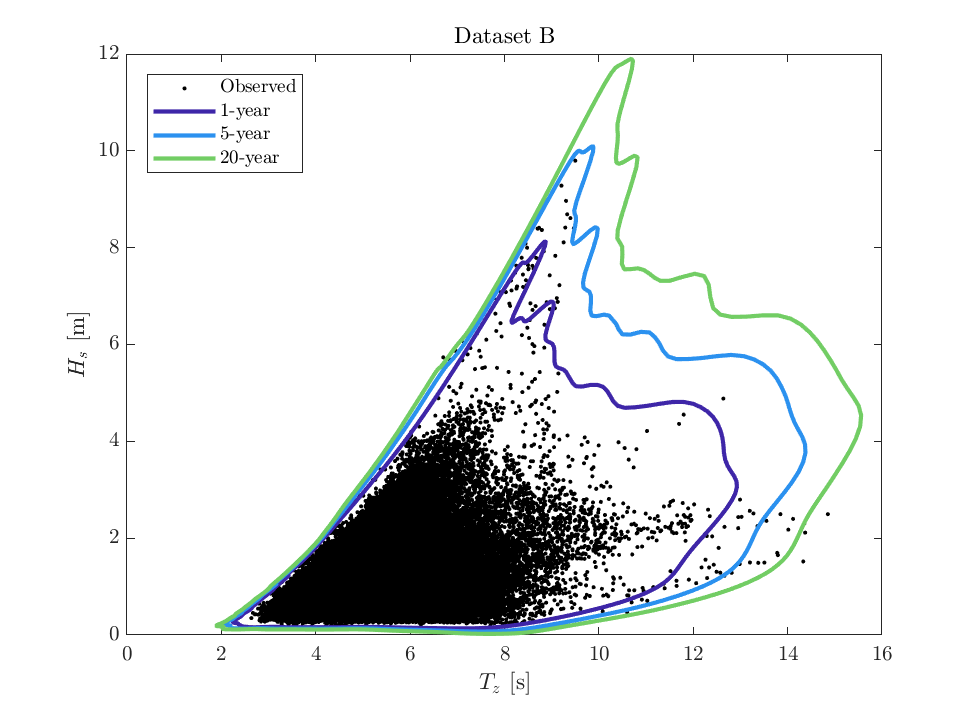 Dataset B
12
10
8
6
4
2
0
H_s [m]
Observed
1-year
5-year
20-year
0 2 4 6 8 10 12 14 16
T_z [s]